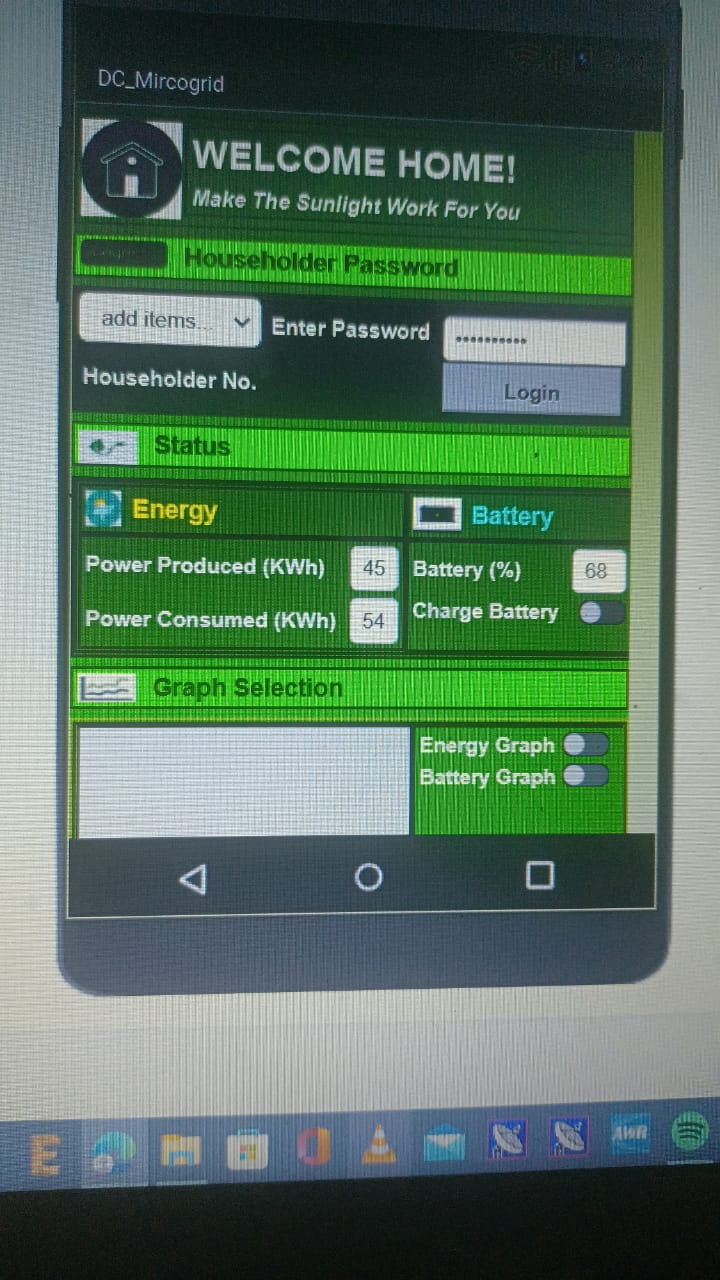 DC_Mircogrid
WELCOME HOME!
Make The Sunlight Work For You
Householder Password
add items...
Enter Password
••••••••••
Householder No.
Login
Status
Energy
Battery
Power Produced (KWh) 45
Battery (%) 68
Power Consumed (KWh) 54
Charge Battery
Graph Selection
Energy Graph
Battery Graph
E
AWR